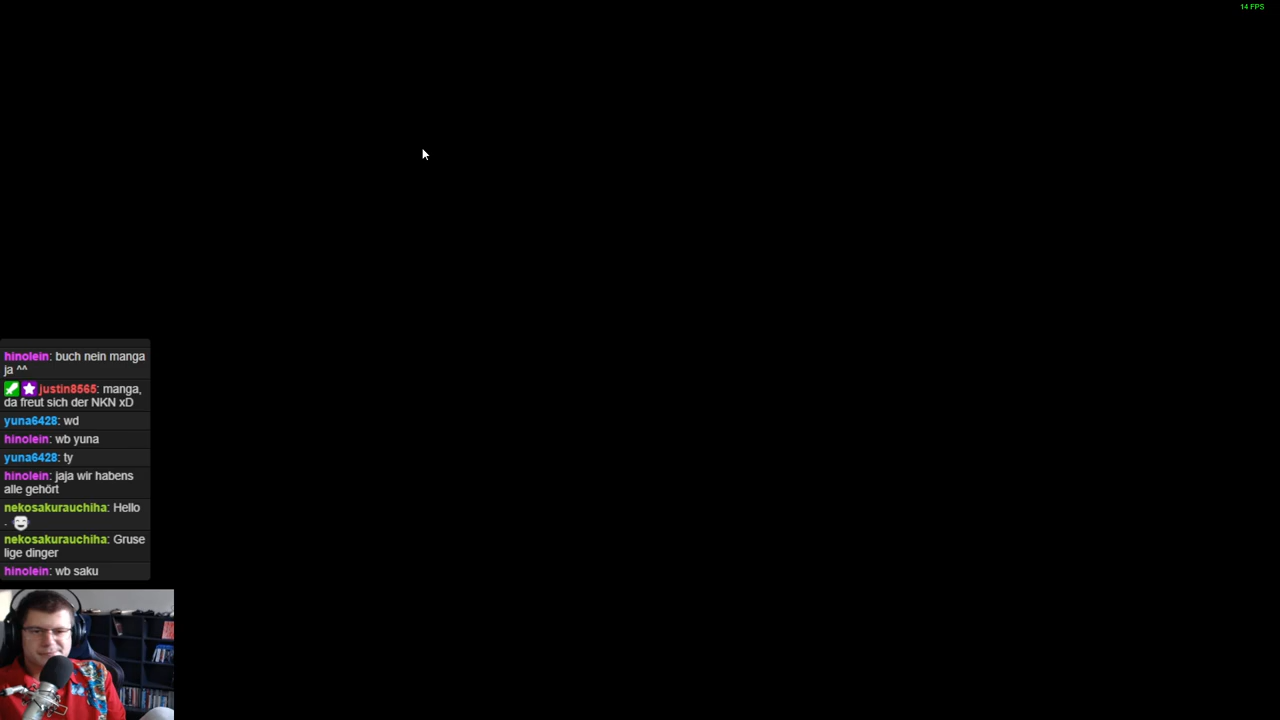 14 FPS
hinolein: buch nein manga
ja ^^
justin8565: manga,
da freut sich der NKN xD
yuna6428: wd
hinolein: wb yuna
yuna6428: ty
hinolein: jaja wir habens
alle gehört
nekosakurauchiha: Hello
.
nekosakurauchiha: Gruse
lige dinger
hinolein: wb saku